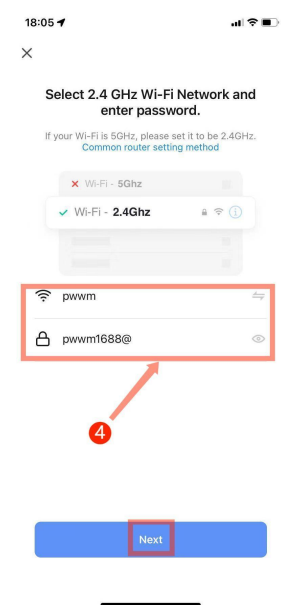 18:05
Select 2.4 GHz Wi-Fi Network and
enter password.
If your Wi-Fi is 5GHz, please set it to be 2.4GHz.
Common router setting method
Wi-Fi - 5Ghz
Wi-Fi - 2.4Ghz
pwwm
pwwm1688@
4
Next